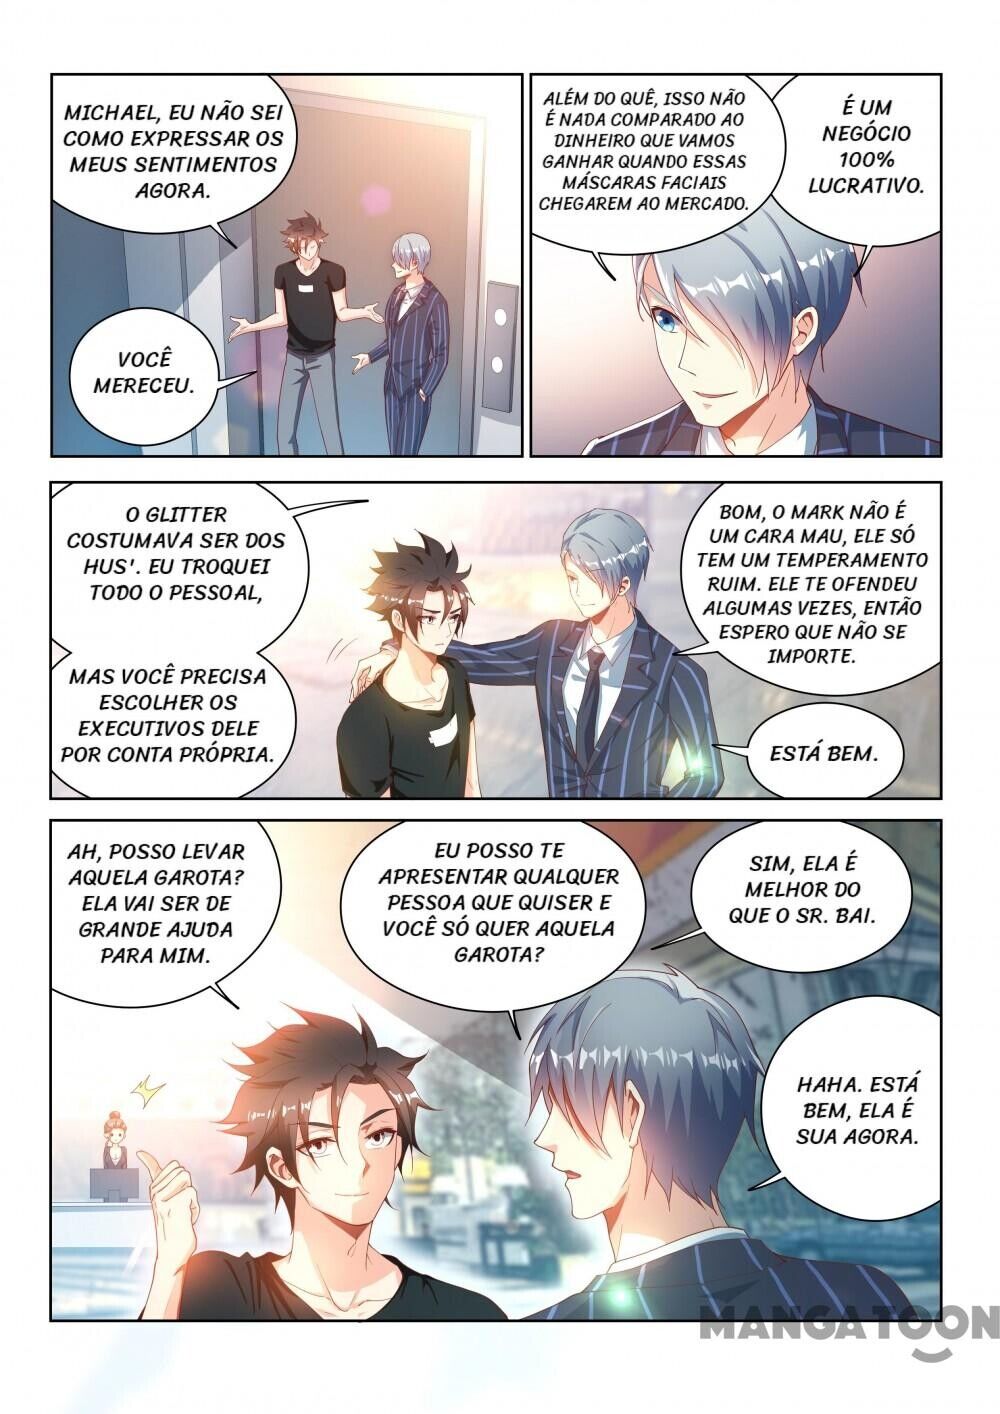 MICHAEL, EU NÃO SEI
COMO EXPRESSAR OS
MEUS SENTIMENTOS
AGORA.
VOCÊ
MERECEU.
ALÉM DO QUÊ, ISSO NÃO
É NADA COMPARADO AO
DINHEIRO QUE VAMOS
GANHAR QUANDO ESSAS
MÁSCARAS FACIAIS
CHEGAREM AO MERCADO.
É UM
NEGÓCIO
100%
LUCRATIVO.
O GLITTER
COSTUMAVA SER DOS
HUS'. EU TROQUEI
TODO O PESSOAL,
MAS VOCÊ PRECISA
ESCOLHER OS
EXECUTIVOS DELE
POR CONTA PRÓPRIA.
BOM, O MARK NÃO É
UM CARA MAU, ELE SÓ
TEM UM TEMPERAMENTO
RUIM. ELE TE OFENDEU
ALGUMAS VEZES, ENTÃO
ESPERO QUE NÃO SE
IMPORTE.
ESTÁ BEM.
AH, POSSO LEVAR
AQUELA GAROTA?
ELA VAI SER DE
GRANDE AJUDA
PARA MIM.
EU POSSO TE
APRESENTAR QUALQUER
PESSOA QUE QUISER E
VOCÊ SÓ QUER AQUELA
GAROTA?
SIM, ELA É
MELHOR DO
QUE O SR. BAI.
HAHA. ESTÁ
BEM, ELA É
SUA AGORA.
MANGATOON